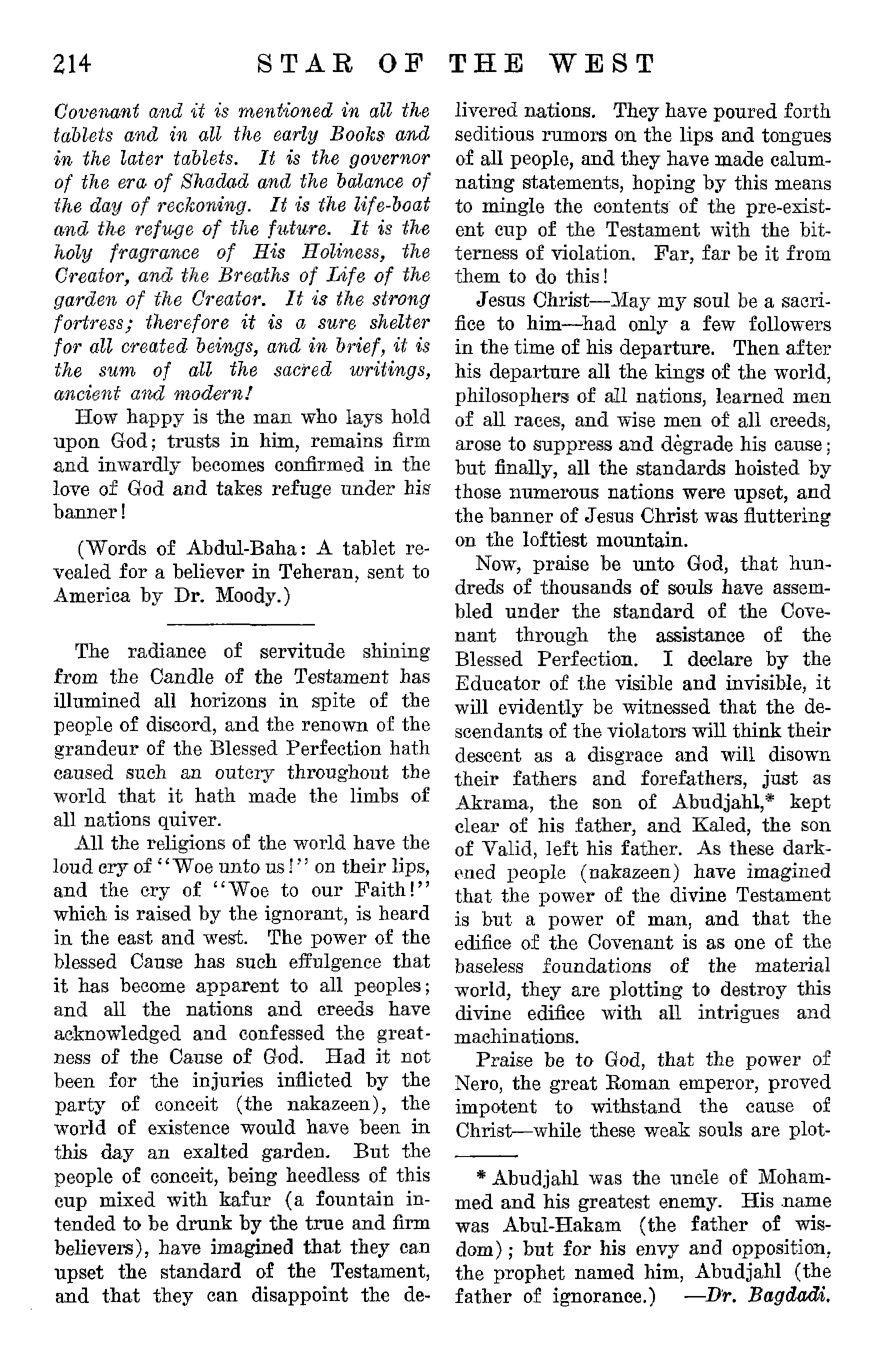 214 STAR OF THE WEST
Covenant and it is mentioned in all the
tablets and in all the early Books and
in the later tablets. It is the governor
of the era of Shadad and the balance of
the day of reckoning. It is the life-boat
and the refuge of the future. It is the
holy fragrance of His Holiness, the
Creator, and the Breaths of Life of the
garden of the Creator. It is the strong
fortress; therefore it is a sure shelter
for all created beings, and in brief, it is
the sum of all the sacred writings,
ancient and modern!
How happy is the man who lays hold
upon God; trusts in him, remains firm
and inwardly becomes confirmed in the
love of God and takes refuge under his
banner!
(Words of Abdul-Baha: A tablet re-
vealed for a believer in Teheran, sent to
America by Dr. Moody.)
The radiance of servitude shining
from the Candle of the Testament has
illumined all horizons in spite of the
people of discord, and the renown of the
grandeur of the Blessed Perfection hath
caused such an outcry throughout the
world that it hath made the limbs of
all nations quiver.
All the religions of the world have the
loud cry of "Woe unto us!" on their lips,
and the cry of "Woe to our Faith!"
which is raised by the ignorant, is heard
in the east and west. The power of the
blessed Cause has such effulgence that
it has become apparent to all peoples;
and all the nations and creeds have
acknowledged and confessed the great-
ness of the Cause of God. Had it not
been for the injuries inflicted by the
party of conceit (the nakazeen), the
world of existence would have been in
this day an exalted garden. But the
people of conceit, being heedless of this
cup mixed with kafur (a fountain in-
tended to be drunk by the true and firm
believers), have imagined that they can
upset the standard of the Testament,
and that they can disappoint the de-
livered nations. They have poured forth
seditious rumors on the lips and tongues
of all people, and they have made calum-
nating statements, hoping by this means
to mingle the contents of the pre-exist-
ent cup of the Testament with the bit-
terness of violation. Far, far be it from
them to do this!
Jesus Christ—May my soul be a sacri-
fice to him—had only a few followers
in the time of his departure. Then after
his departure all the kings of the world,
philosophers of all nations, learned men
of all races, and wise men of all creeds,
arose to suppress and degrade his cause;
but finally, all the standards hoisted by
those numerous nations were upset, and
the banner of Jesus Christ was fluttering
on the loftiest mountain.
Now, praise be unto God, that hun-
dreds of thousands of souls have assem-
bled under the standard of the Cove-
nant through the assistance of the
Blessed Perfection. I declare by the
Educator of the visible and invisible, it
will evidently be witnessed that the de-
scendants of the violators will think their
descent as a disgrace and will disown
their fathers and forefathers, just as
Akrama, the son of Abudjahl,* kept
clear of his father, and Kaled, the son
of Valid, left his father. As these dark-
ened people (nakazeen) have imagined
that the power of the divine Testament
is but a power of man, and that the
edifice of the Covenant is as one of the
baseless foundations of the material
world, they are plotting to destroy this
divine edifice with all intrigues and
machinations.
Praise be to God, that the power of
Nero, the great Roman emperor, proved
impotent to withstand the cause of
Christ—while these weak souls are plot-
* Abudjahl was the uncle of Moham-
med and his greatest enemy. His name
was Abul-Hakam (the father of wis-
dom); but for his envy and opposition,
the prophet named him, Abudjahl (the
father of ignorance.) —Dr. Bagdadi.